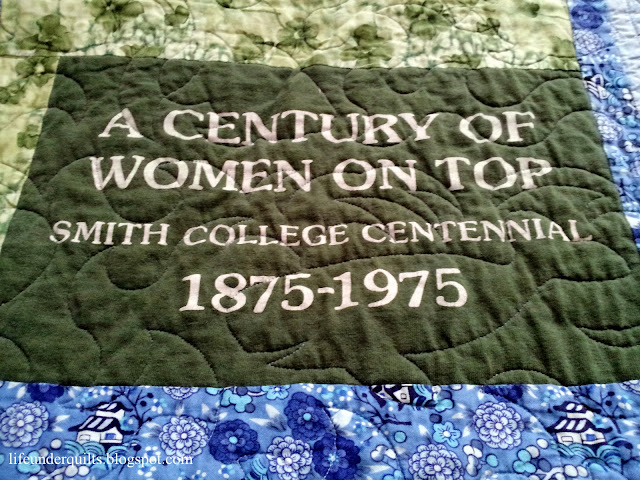 A CENTURY OF
WOMEN ON TOP
SMITH COLLEGE CENTENNIAL
1875-1975
lifeunderquilts.blogspot.com